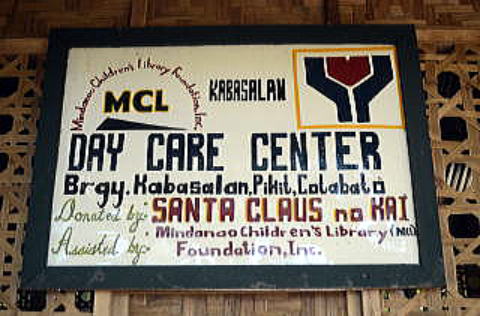 Mindanao Children's Library Foundation, Inc.
MCL
KABASALAN
DAY CARE CENTER
Brgy. Kabasalan, Pikit, Cotabato
Donated by: SANTA CLAUS no KAI
Assisted by: Mindanao Children's Library (MCL)
Foundation, Inc.